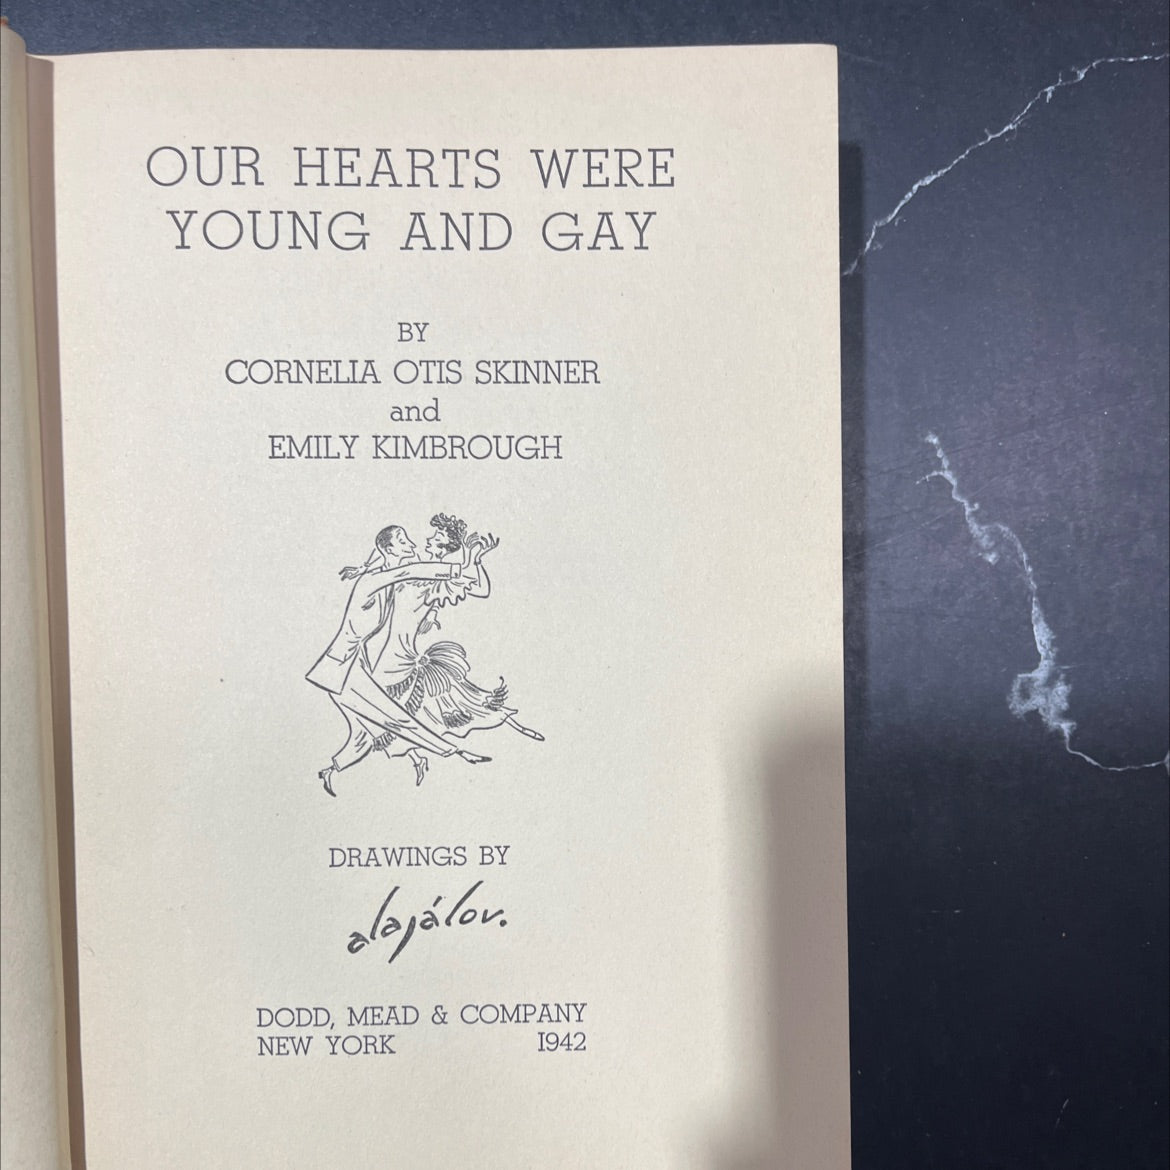 OUR HEARTS WERE
YOUNG AND GAY
BY
CORNELIA OTIS SKINNER
and
EMILY KIMBROUGH
DRAWINGS BY
alajálov.
DODD, MEAD & COMPANY
NEW YORK 1942